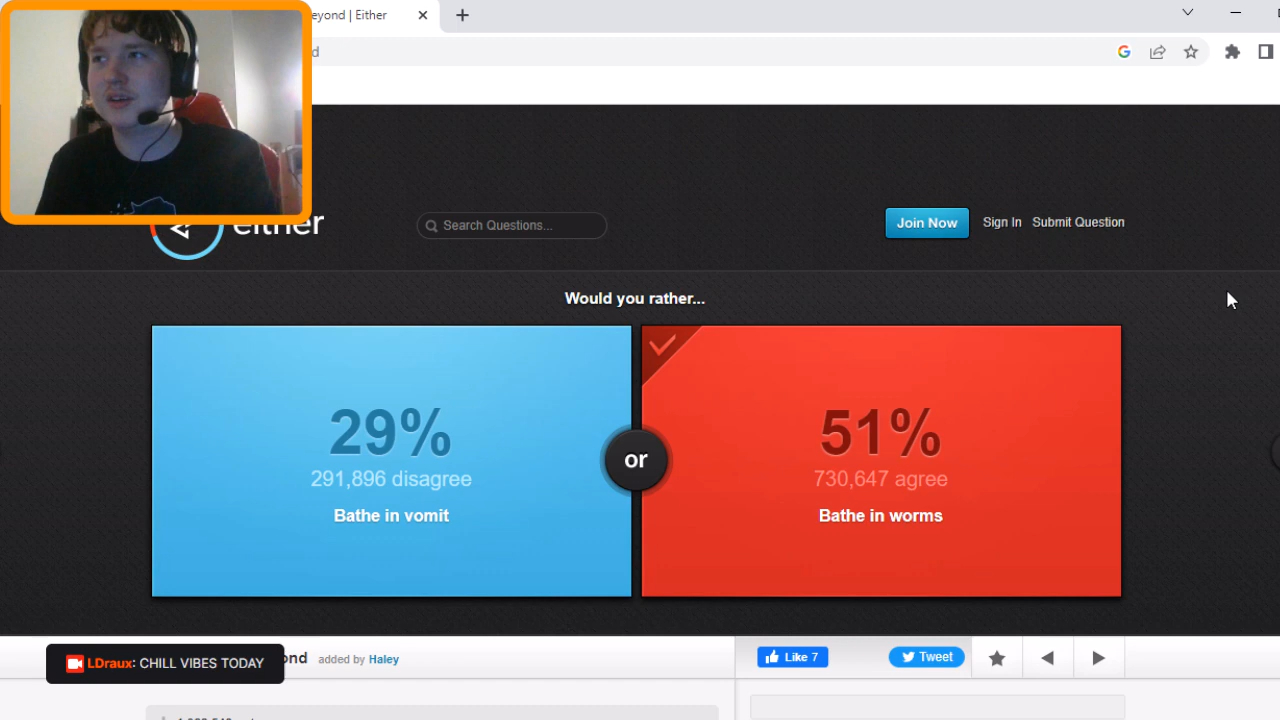 eyond | Either
d
either
Search Questions...
Join Now
Sign In
Submit Question
Would you rather...
29%
291,896 disagree
Bathe in vomit
or
51%
730,647 agree
Bathe in worms
LDraux: CHILL VIBES TODAY
ond
added by Haley
Like 7
Tweet